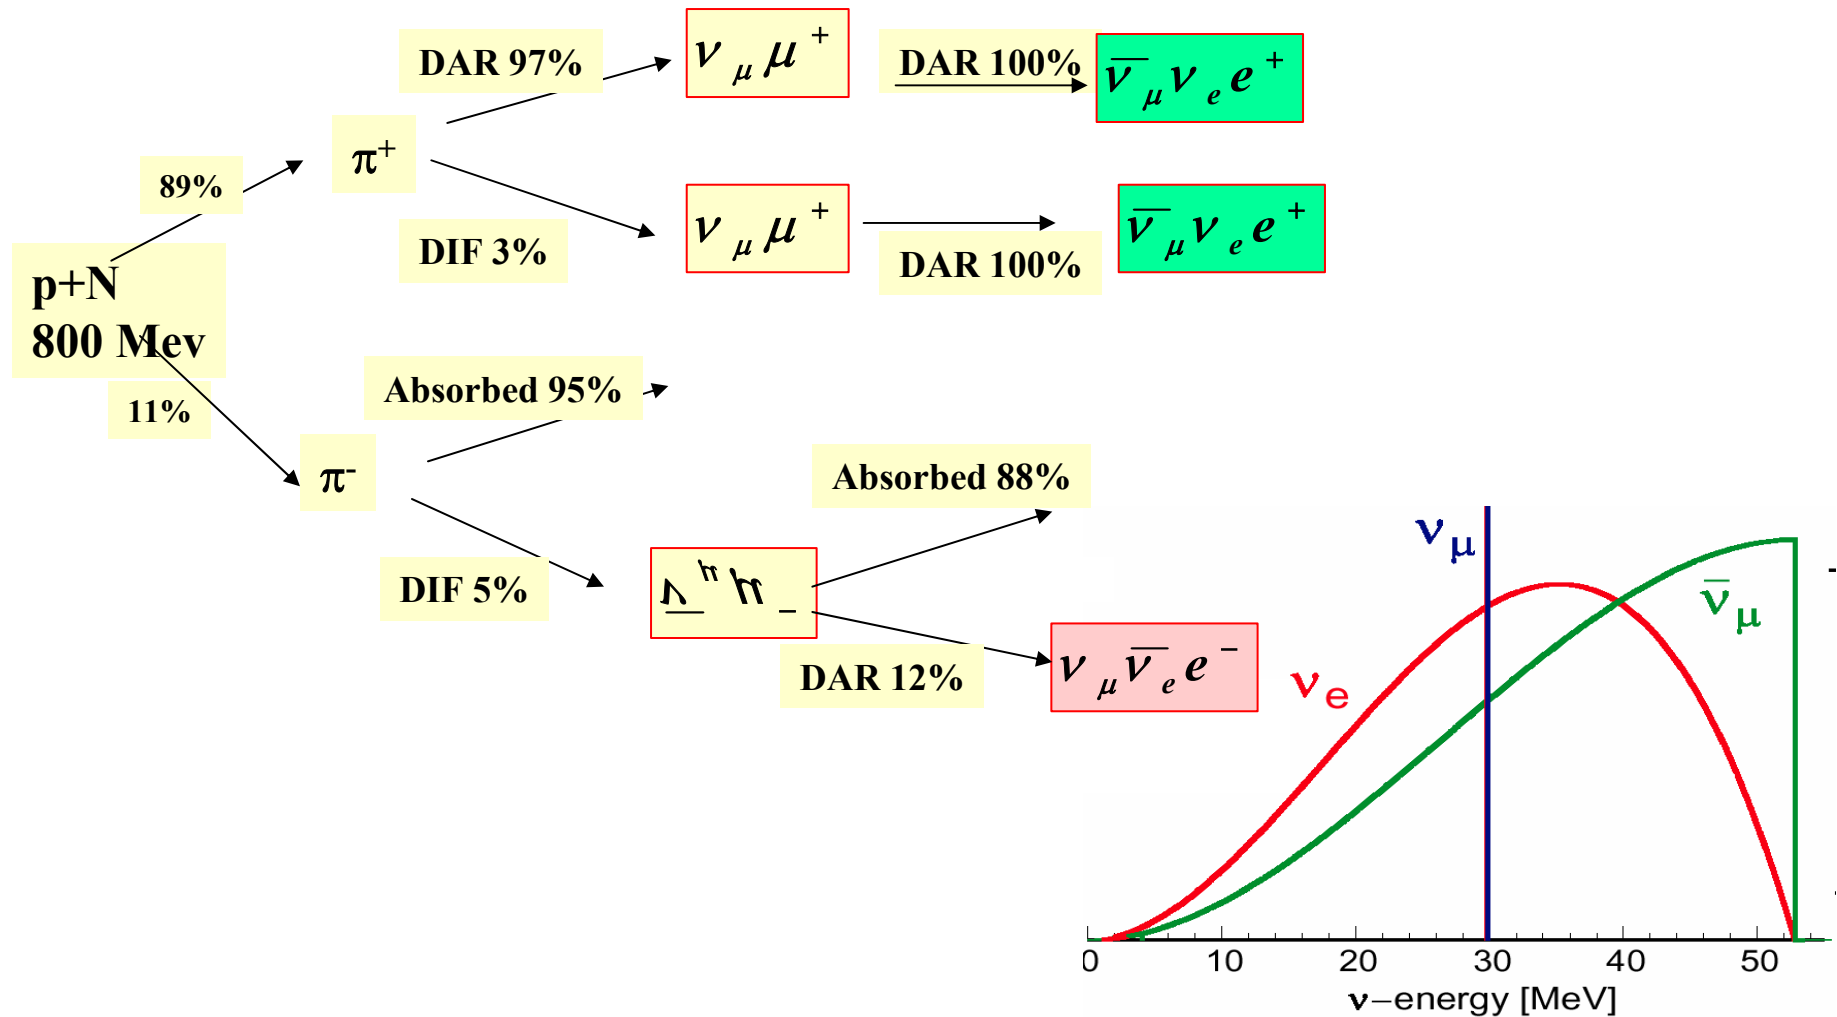 DAR 97%
ν μ μ +
DAR 100%
ν̅ μ ν e e +
π+
89%
DIF 3%
ν μ μ +
DAR 100%
ν̅ μ ν e e +
p+N
800 Mev
11%
Absorbed 95%
π-
Absorbed 88%
DIF 5%
ν̅ μ μ −
DAR 12%
ν μ ν̅ e e −
νμ
ν̅μ
νe
0 10 20 30 40 50
ν−energy [MeV]